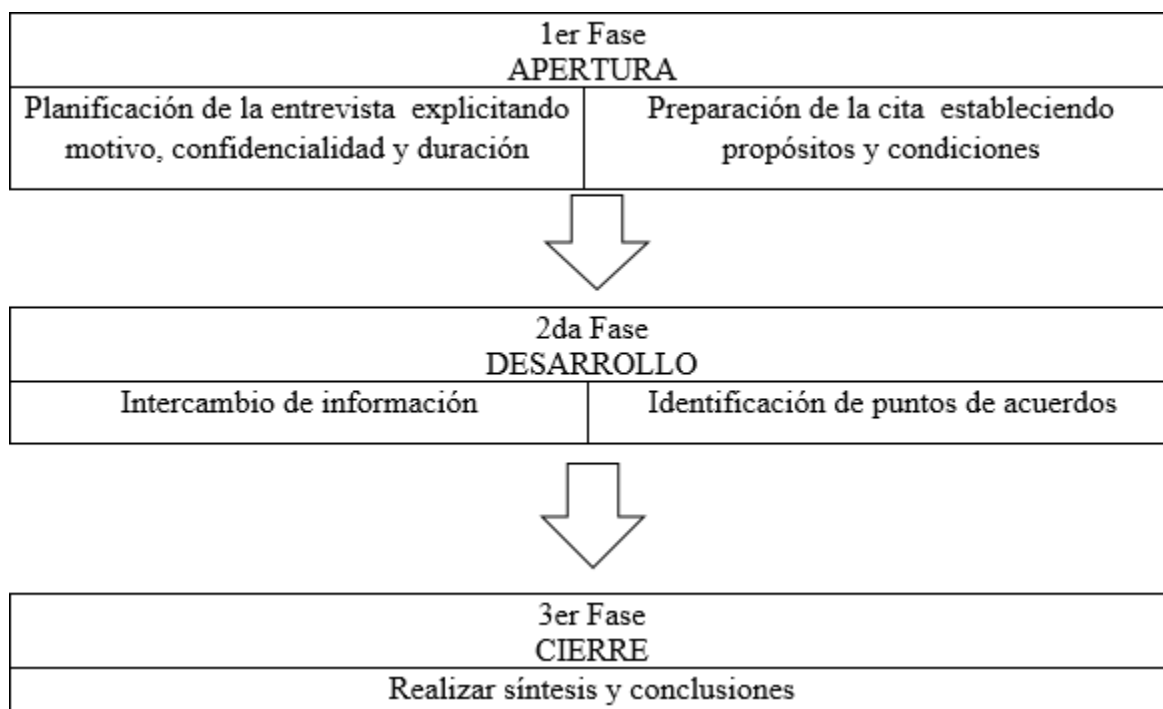 1er Fase
APERTURA
Planificación de la entrevista explicitando
motivo, confidencialidad y duración
Preparación de la cita estableciendo
propósitos y condiciones
2da Fase
DESARROLLO
Intercambio de información
Identificación de puntos de acuerdos
3er Fase
CIERRE
Realizar síntesis y conclusiones